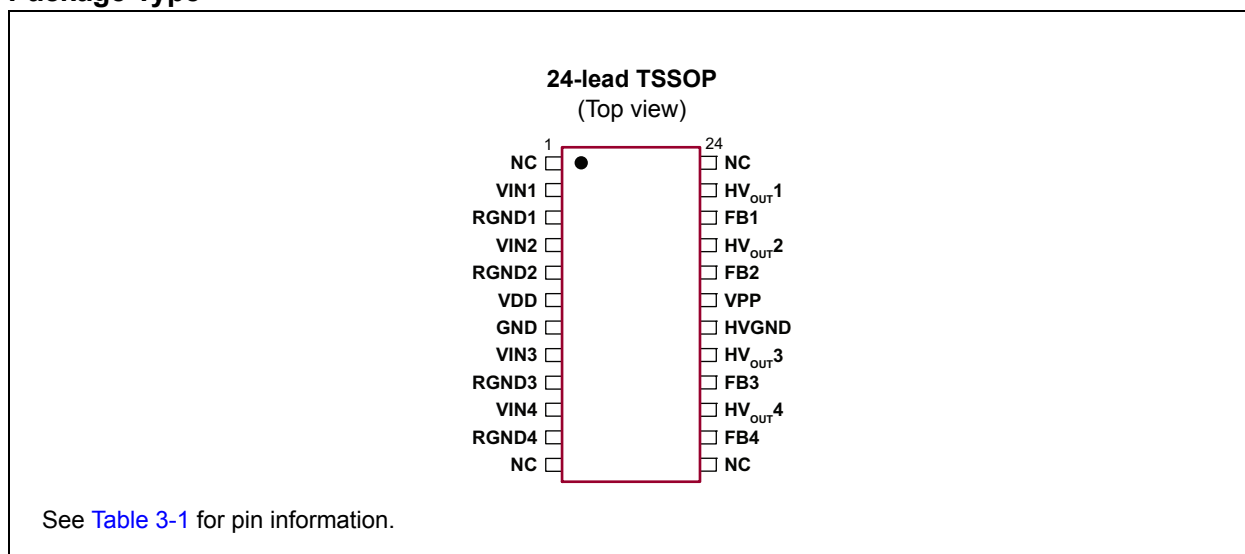 Package Type
24-lead TSSOP
(Top view)
1 24
NC NC
VIN1 HVOUT1
RGND1 FB1
VIN2 HVOUT2
RGND2 FB2
VDD VPP
GND HVGND
VIN3 HVOUT3
RGND3 FB3
VIN4 HVOUT4
RGND4 FB4
NC NC
See Table 3-1 for pin information.